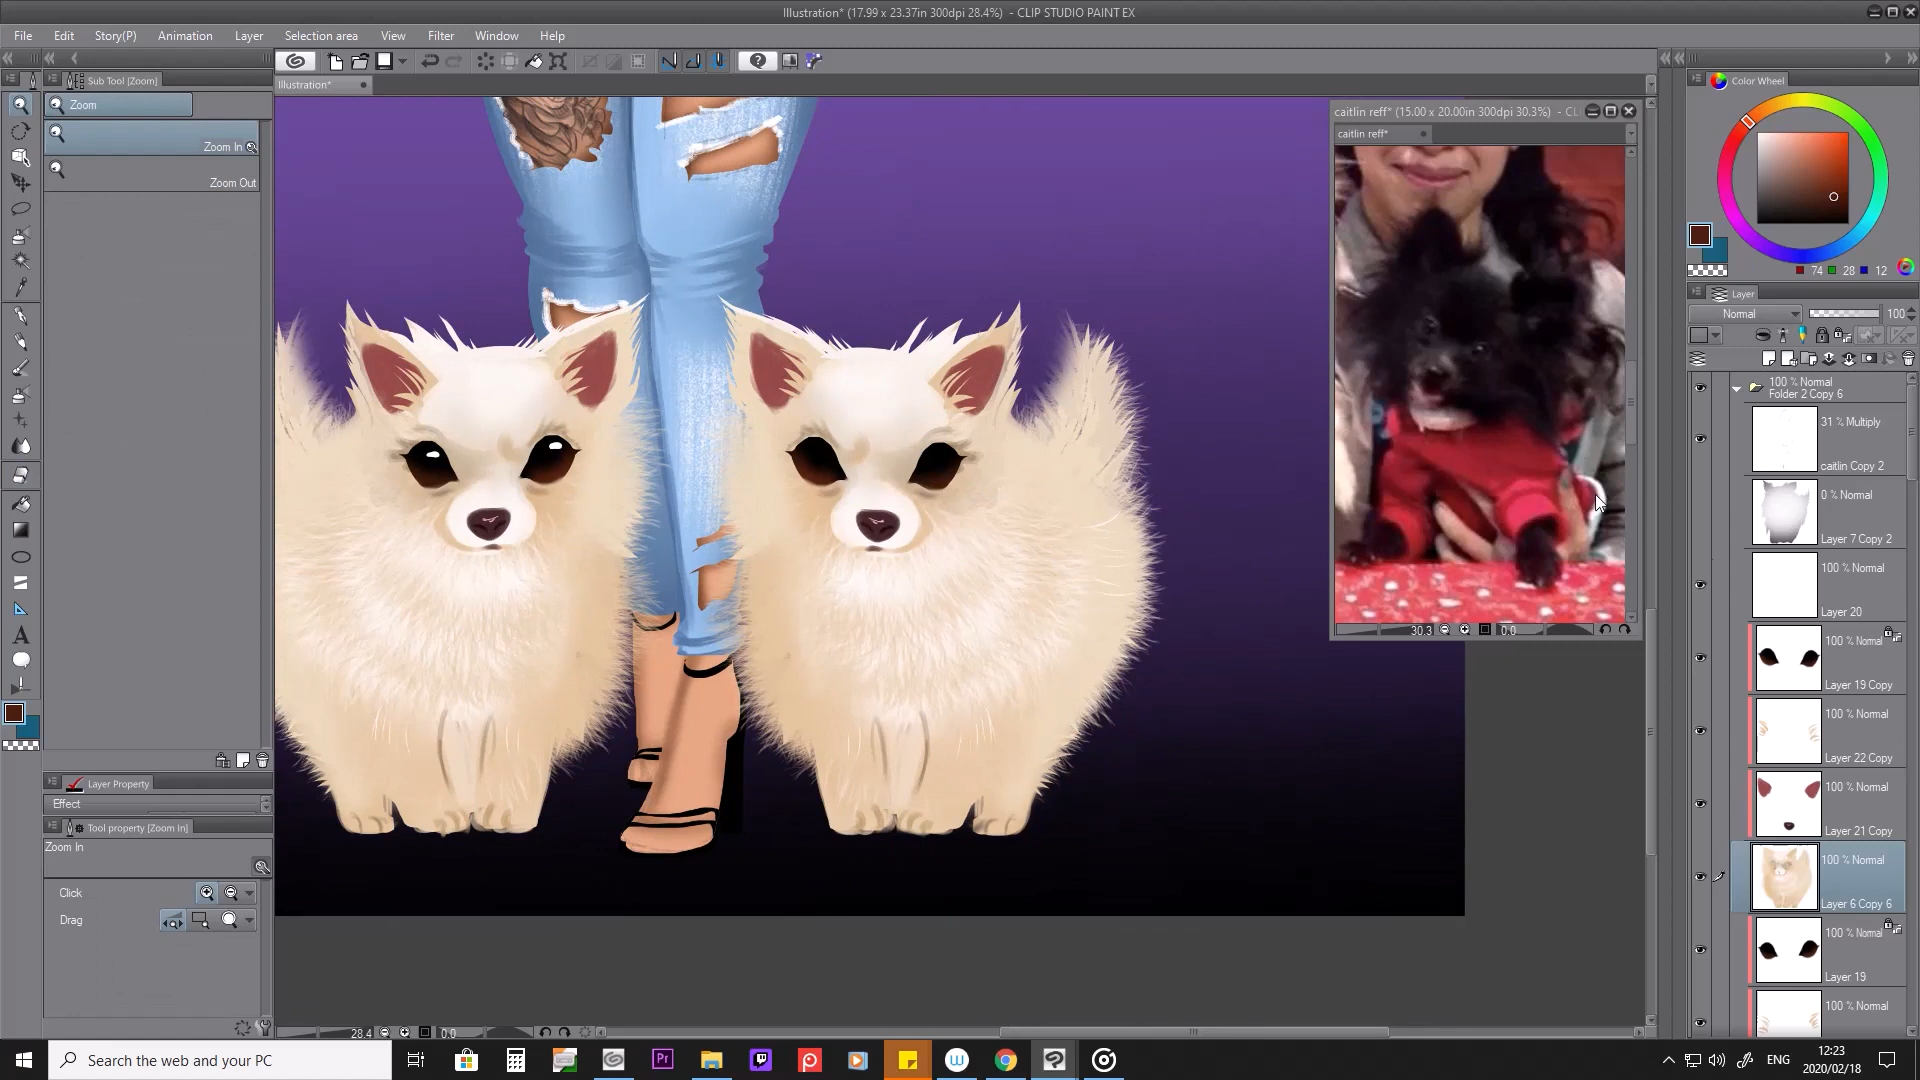 Illustration* (17.99 x 23.37in 300dpi 28.4%)  - CLIP STUDIO PAINT EX
File Edit Story(P) Animation Layer Selection area View Filter Window Help
Sub Tool [Zoom]
Zoom
Zoom In
Zoom Out
Illustration*
caitlin reff* (15.00 x 20.00in 300dpi 30.3%)  - CLI
caitlin reff*
30.3
0.0
Color Wheel
74 28 12
Layer
Normal 100
100 % Normal
Folder 2 Copy 6
31 % Multiply
caitlin Copy 2
0 % Normal
Layer 7 Copy 2
100 % Normal
Layer 20
100 % Normal
Layer 19 Copy
100 % Normal
Layer 22 Copy
100 % Normal
Layer 21 Copy
100 % Normal
Layer 6 Copy 6
100 % Normal
Layer 19
100 % Normal
Layer Property
Effect
Tool property [Zoom In]
Zoom In
Click
Drag
28.4
0.0
Search the web and your PC
ENG
12:23
2020/02/18